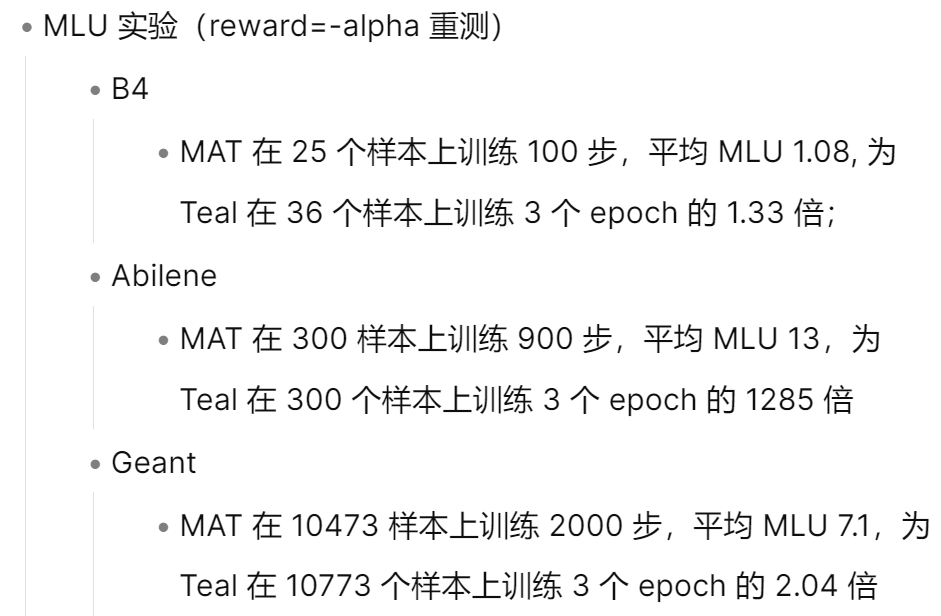 MLU 实验（reward=-alpha 重测）
B4
MAT 在 25 个样本上训练 100 步，平均 MLU 1.08, 为
Teal 在 36 个样本上训练 3 个 epoch 的 1.33 倍；
Abilene
MAT 在 300 样本上训练 900 步，平均 MLU 13，为
Teal 在 300 个样本上训练 3 个 epoch 的 1285 倍
Geant
MAT 在 10473 样本上训练 2000 步，平均 MLU 7.1，为
Teal 在 10773 个样本上训练 3 个 epoch 的 2.04 倍